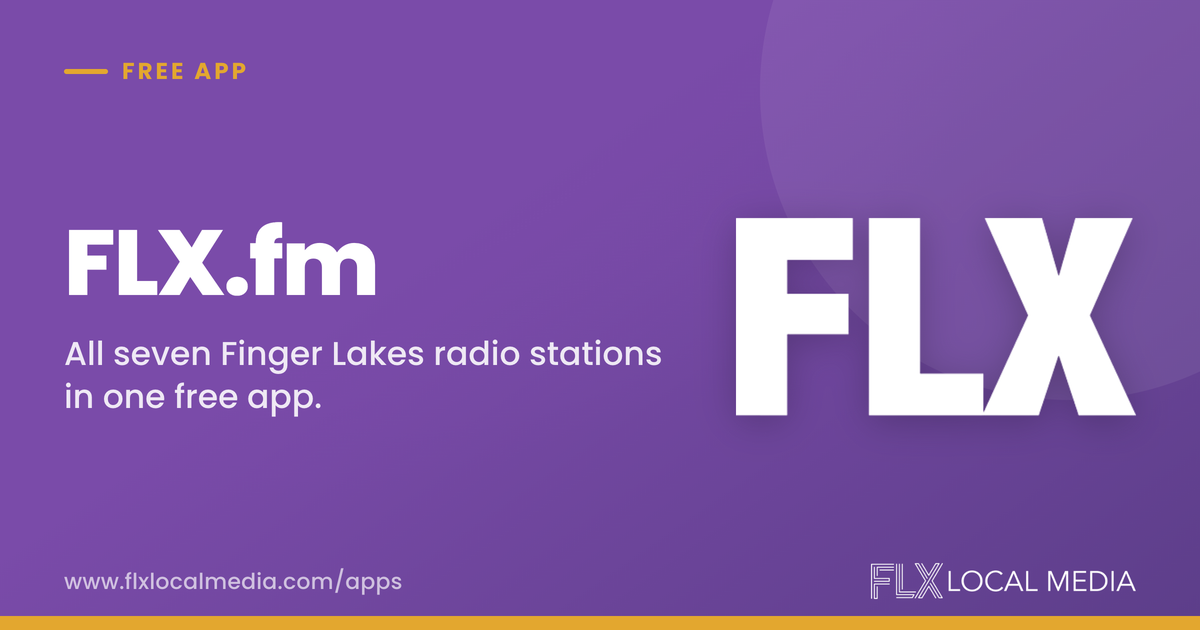 FREE APP
FLX.fm
All seven Finger Lakes radio stations
in one free app.
FLX
www.flxlocalmedia.com/apps
FLX LOCAL MEDIA